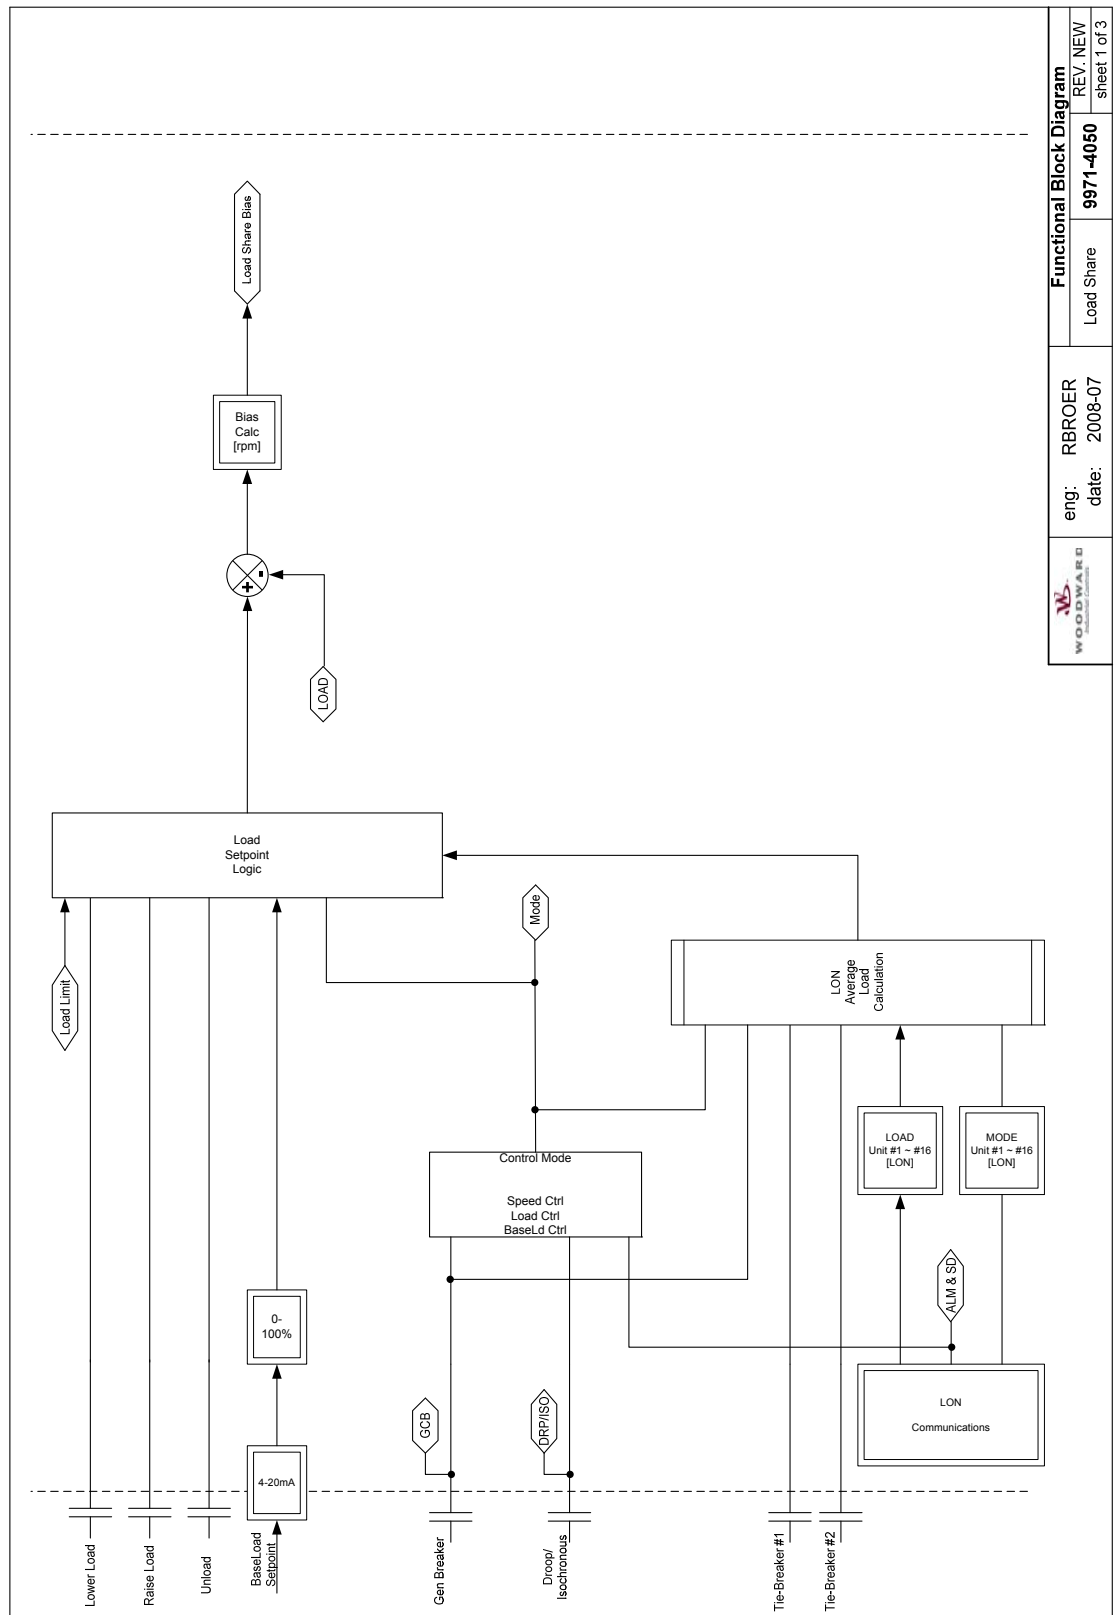 Load Share Bias
Bias
Calc
[rpm]
+
-
LOAD
Load
Setpoint
Logic
Load Limit
Mode
LON
Average
Load
Calculation
Control Mode
Speed Ctrl
Load Ctrl
BaseLd Ctrl
LOAD
Unit #1 ~ #16
[LON]
MODE
Unit #1 ~ #16
[LON]
ALM & SD
0-
100%
GCB
DRP/ISO
LON
Communications
4-20mA
Lower Load
Raise Load
Unload
BaseLoad
Setpoint
Gen Breaker
Droop/
Isochronous
Tie-Breaker #1
Tie-Breaker #2
WOODWARD
Industrial Controls
eng: RBROER
date: 2008-07
Functional Block Diagram
Load Share
9971-4050
REV. NEW
sheet 1 of 3